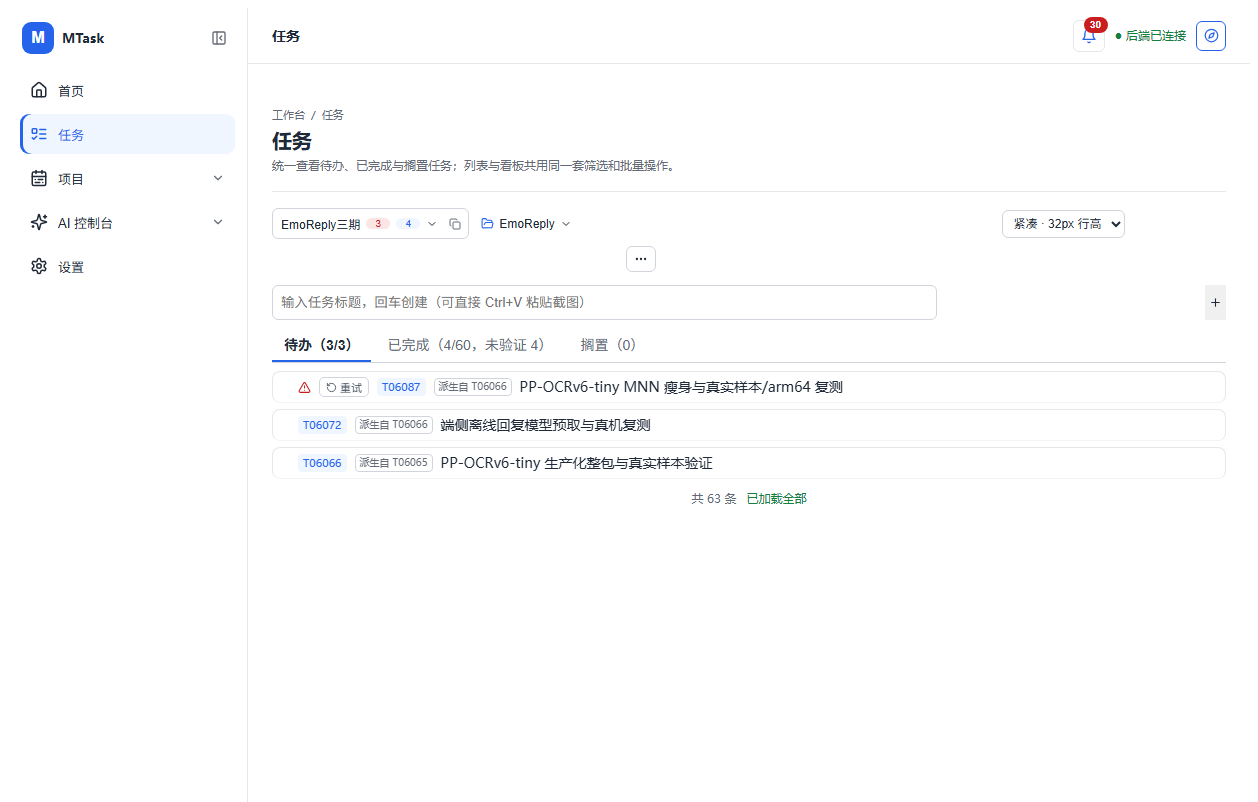 M MTask
首页
任务
项目
AI 控制台
设置
任务
30
后端已连接
工作台 / 任务
任务
统一查看待办、已完成与搁置任务；列表与看板共用同一套筛选和批量操作。
EmoReply三期 3 4 EmoReply 紧凑 · 32px 行高
...
输入任务标题，回车创建（可直接 Ctrl+V 粘贴截图） +
待办（3/3） 已完成（4/60，未验证 4） 搁置（0）
重试 T06087 派生自 T06066 PP-OCRv6-tiny MNN 瘦身与真实样本/arm64 复测
T06072 派生自 T06066 端侧离线回复模型预取与真机复测
T06066 派生自 T06065 PP-OCRv6-tiny 生产化整包与真实样本验证
共 63 条 已加载全部